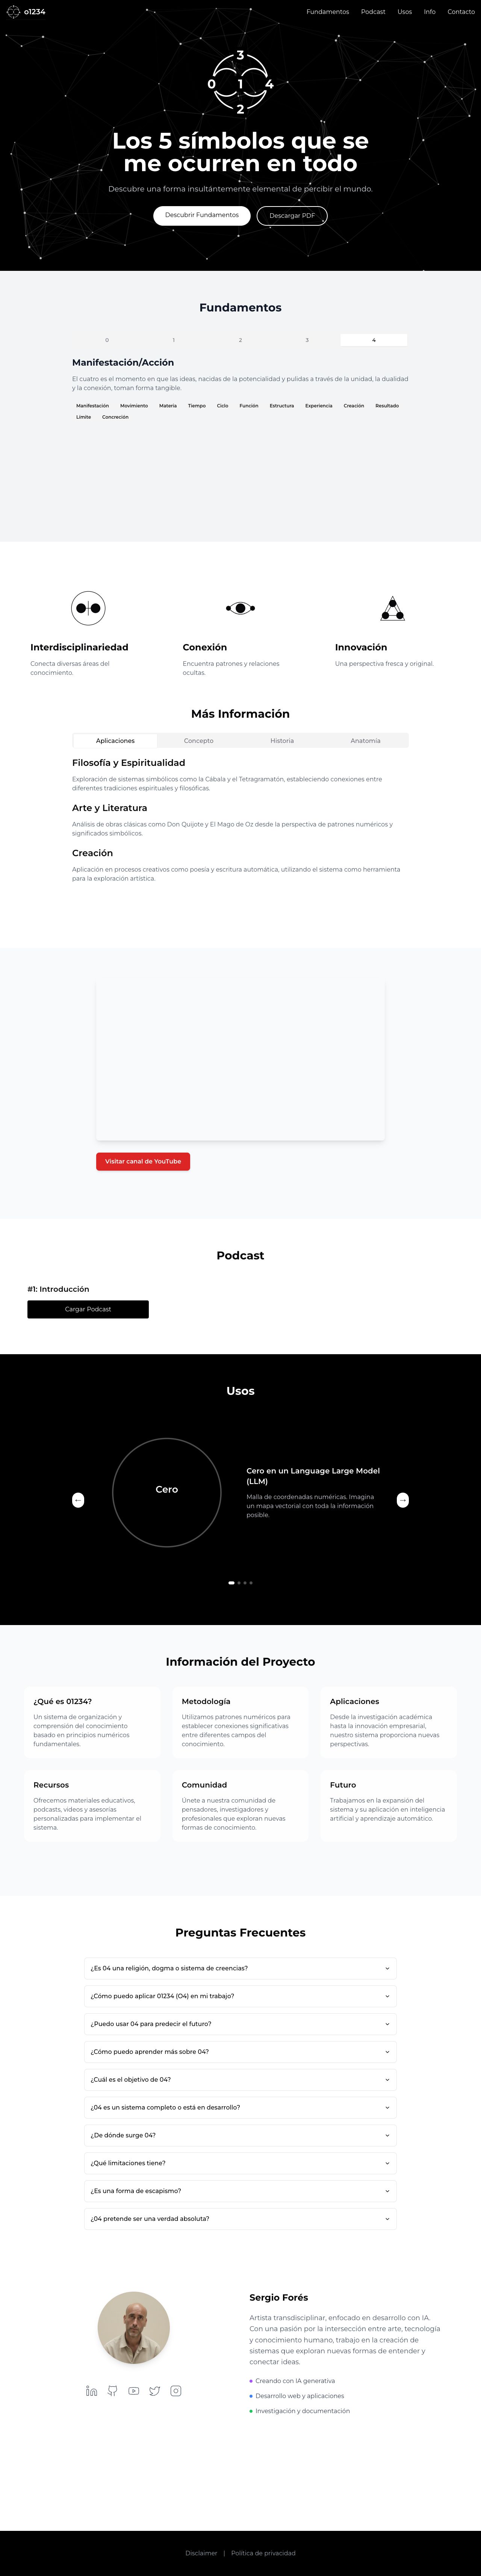 o1234
Fundamentos
Podcast
Usos
Info
Contacto
3
0 1 4
2
Los 5 símbolos que se
me ocurren en todo
Descubre una forma insultántemente elemental de percibir el mundo.
Descubrir Fundamentos
Descargar PDF
Fundamentos
0
1
2
3
4
Manifestación/Acción
El cuatro es el momento en que las ideas, nacidas de la potencialidad y pulidas a través de la unidad, la dualidad
y la conexión, toman forma tangible.
Manifestación Movimiento Materia Tiempo Ciclo Función Estructura Experiencia Creación Resultado
Límite Concreción
Interdisciplinariedad
Conecta diversas áreas del
conocimiento.
Conexión
Encuentra patrones y relaciones
ocultas.
Innovación
Una perspectiva fresca y original.
Más Información
Aplicaciones
Concepto
Historia
Anatomía
Filosofía y Espiritualidad
Exploración de sistemas simbólicos como la Cábala y el Tetragramatón, estableciendo conexiones entre
diferentes tradiciones espirituales y filosóficas.
Arte y Literatura
Análisis de obras clásicas como Don Quijote y El Mago de Oz desde la perspectiva de patrones numéricos y
significados simbólicos.
Creación
Aplicación en procesos creativos como poesía y escritura automática, utilizando el sistema como herramienta
para la exploración artística.
Visitar canal de YouTube
Podcast
#1: Introducción
Cargar Podcast
Usos
←
Cero
Cero en un Language Large Model
(LLM)
Malla de coordenadas numéricas. Imagina
un mapa vectorial con toda la información
posible.
→
Información del Proyecto
¿Qué es 01234?
Un sistema de organización y
comprensión del conocimiento
basado en principios numéricos
fundamentales.
Metodología
Utilizamos patrones numéricos para
establecer conexiones significativas
entre diferentes campos del
conocimiento.
Aplicaciones
Desde la investigación académica
hasta la innovación empresarial,
nuestro sistema proporciona nuevas
perspectivas.
Recursos
Ofrecemos materiales educativos,
podcasts, videos y asesorías
personalizadas para implementar el
sistema.
Comunidad
Únete a nuestra comunidad de
pensadores, investigadores y
profesionales que exploran nuevas
formas de conocimiento.
Futuro
Trabajamos en la expansión del
sistema y su aplicación en inteligencia
artificial y aprendizaje automático.
Preguntas Frecuentes
¿Es 04 una religión, dogma o sistema de creencias?
¿Cómo puedo aplicar 01234 (O4) en mi trabajo?
¿Puedo usar 04 para predecir el futuro?
¿Cómo puedo aprender más sobre 04?
¿Cuál es el objetivo de 04?
¿04 es un sistema completo o está en desarrollo?
¿De dónde surge 04?
¿Qué limitaciones tiene?
¿Es una forma de escapismo?
¿04 pretende ser una verdad absoluta?
Sergio Forés
Artista transdisciplinar, enfocado en desarrollo con IA.
Con una pasión por la intersección entre arte, tecnología
y conocimiento humano, trabajo en la creación de
sistemas que exploran nuevas formas de entender y
conectar ideas.
Creando con IA generativa
Desarrollo web y aplicaciones
Investigación y documentación
Disclaimer | Política de privacidad